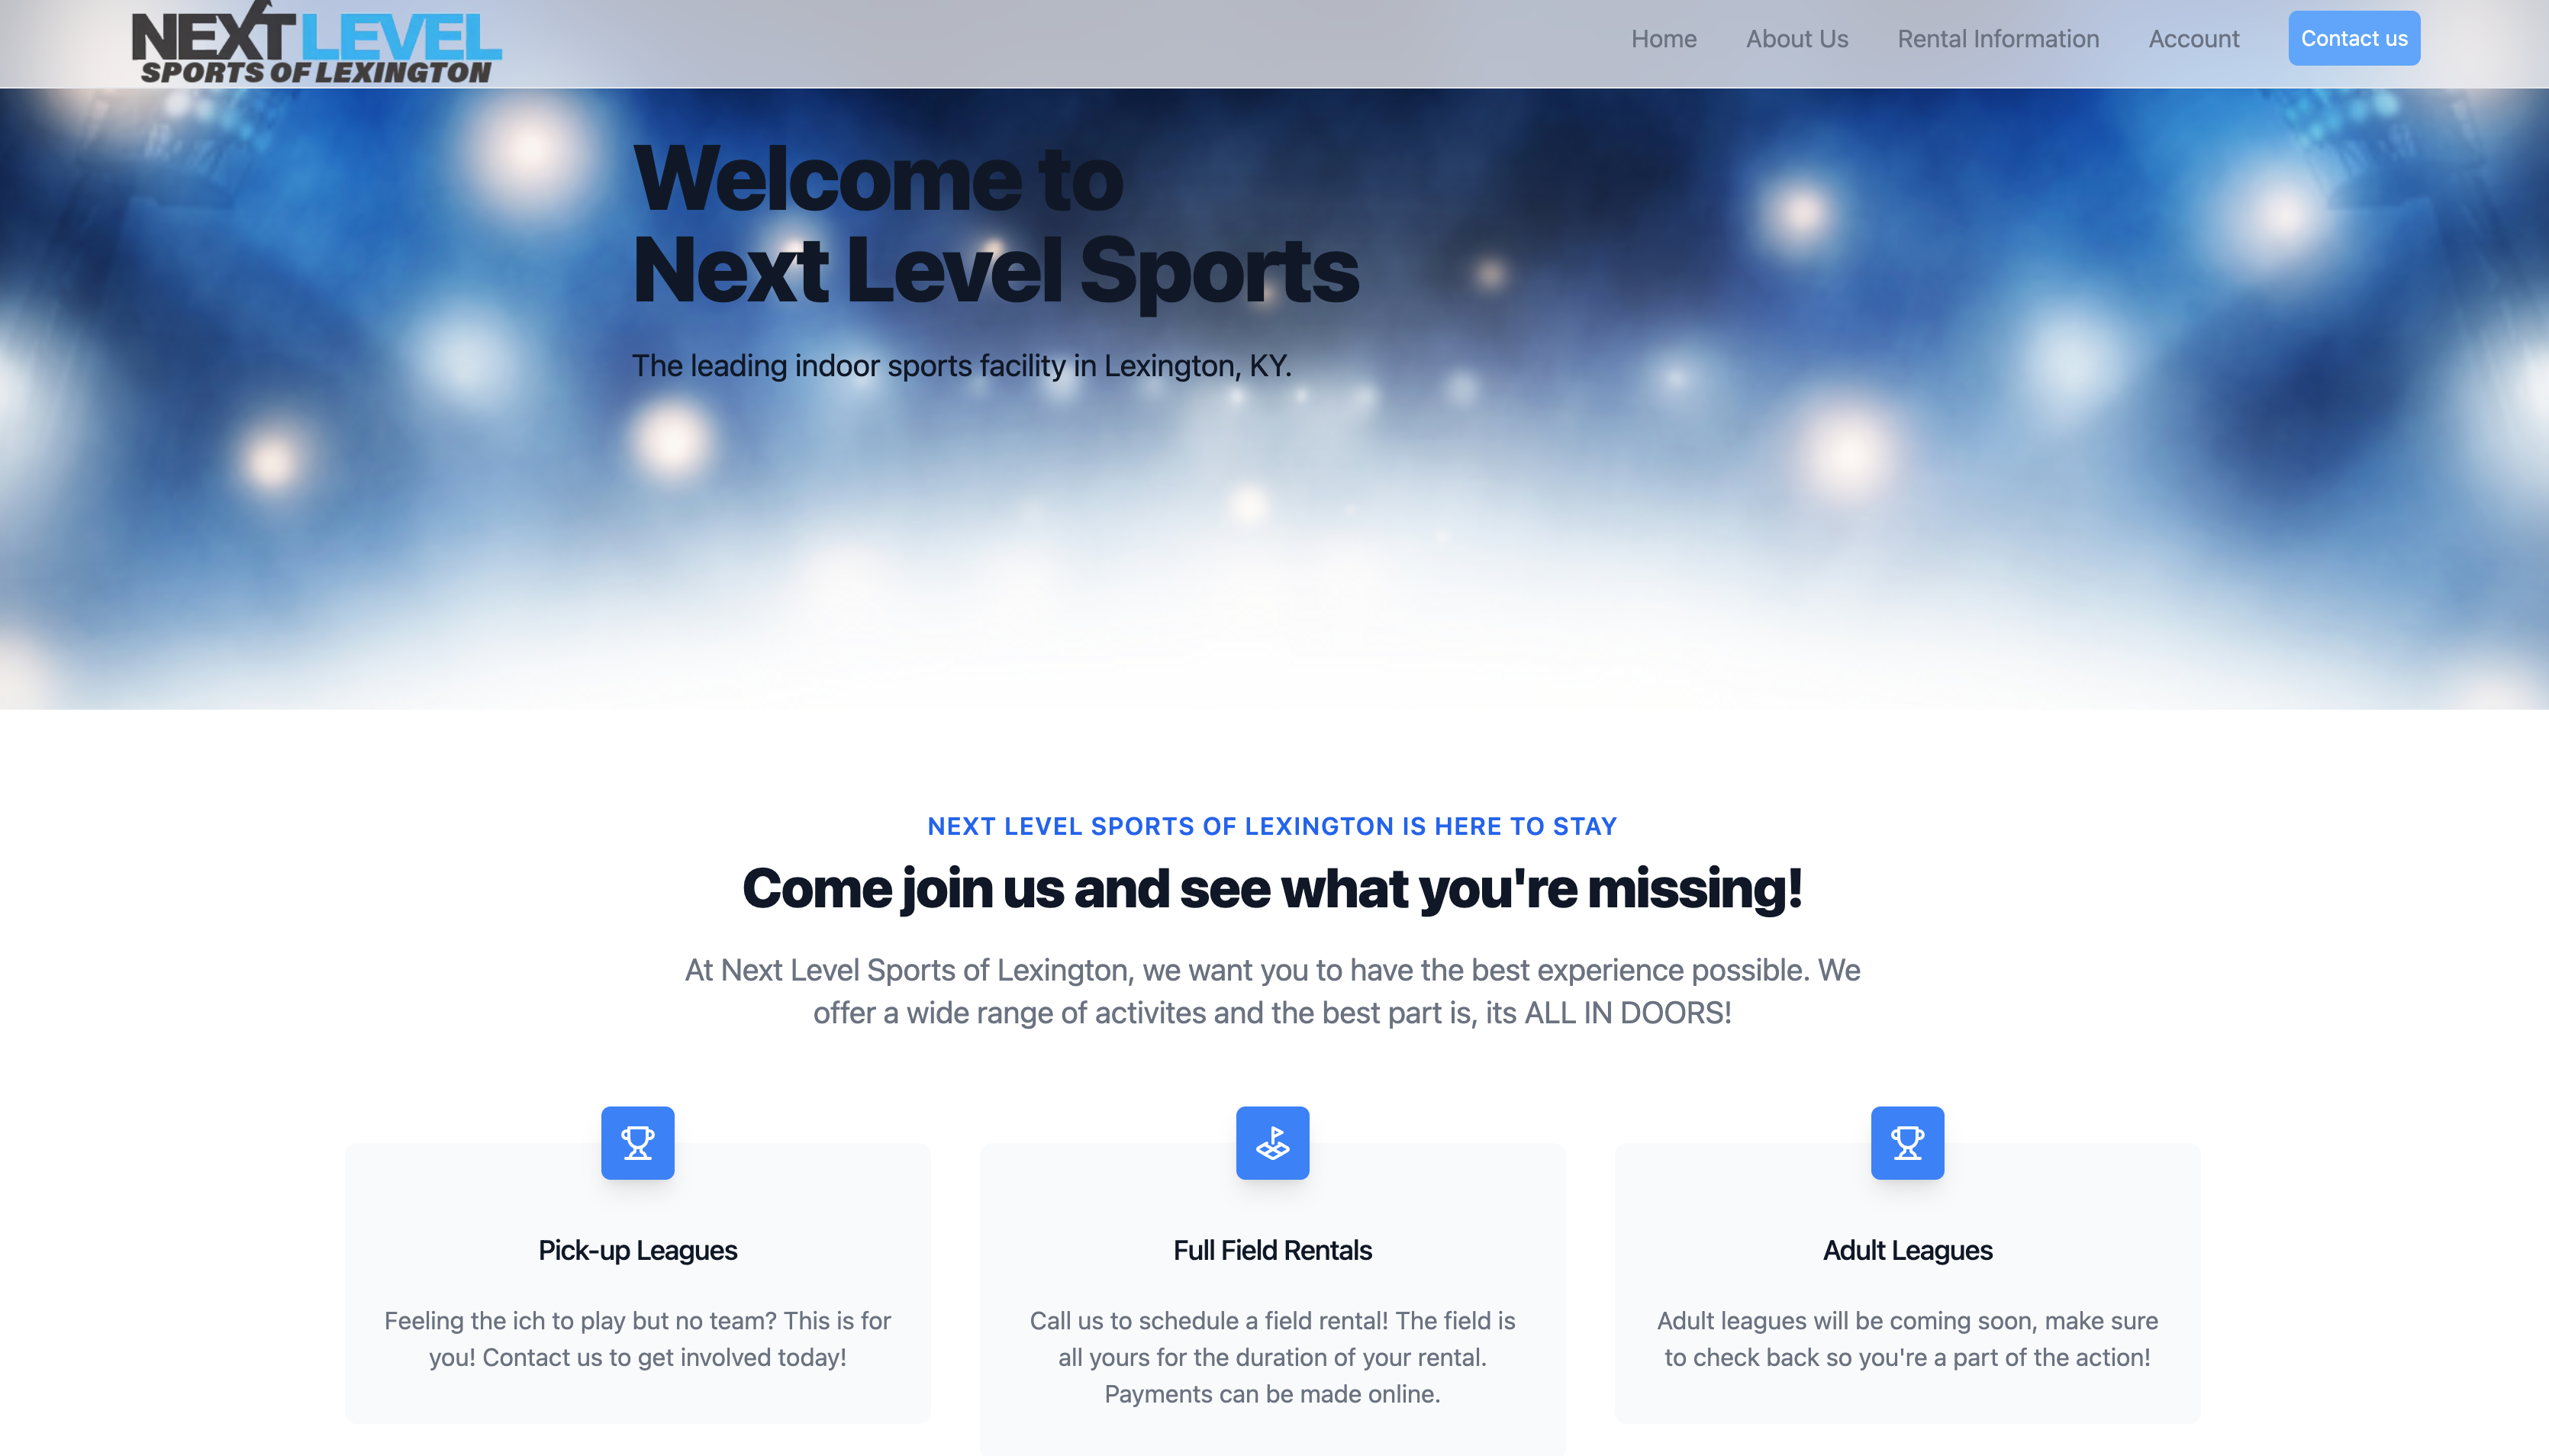 NEXT LEVEL
SPORTS OF LEXINGTON
Home
About Us
Rental Information
Account
Contact us
Welcome to
Next Level Sports
The leading indoor sports facility in Lexington, KY.
NEXT LEVEL SPORTS OF LEXINGTON IS HERE TO STAY
Come join us and see what you're missing!
At Next Level Sports of Lexington, we want you to have the best experience possible. We
offer a wide range of activites and the best part is, its ALL IN DOORS!
Pick-up Leagues
Feeling the ich to play but no team? This is for
you! Contact us to get involved today!
Full Field Rentals
Call us to schedule a field rental! The field is
all yours for the duration of your rental.
Payments can be made online.
Adult Leagues
Adult leagues will be coming soon, make sure
to check back so you're a part of the action!